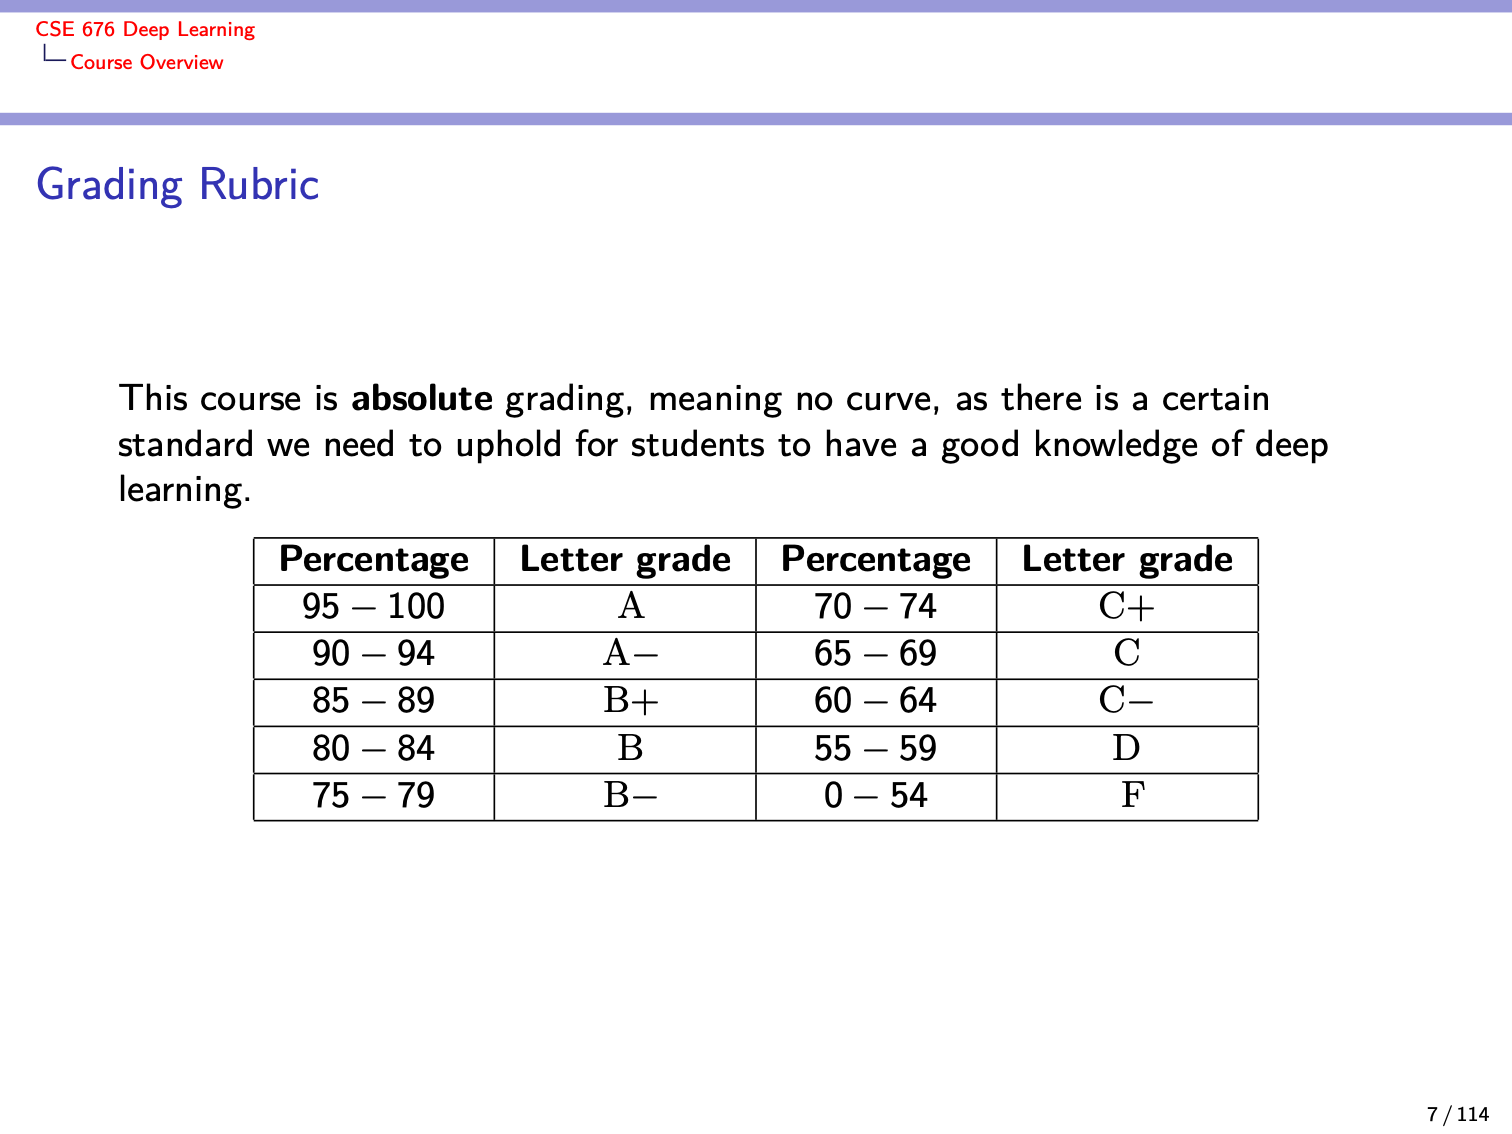 CSE 676 Deep Learning
Course Overview
Grading Rubric
This course is absolute grading, meaning no curve, as there is a certain
standard we need to uphold for students to have a good knowledge of deep
learning.
Percentage Letter grade Percentage Letter grade
95 – 100 A 70 – 74 C+
90 – 94 A− 65 – 69 C
85 – 89 B+ 60 – 64 C−
80 – 84 B 55 – 59 D
75 – 79 B− 0 – 54 F
7 / 114